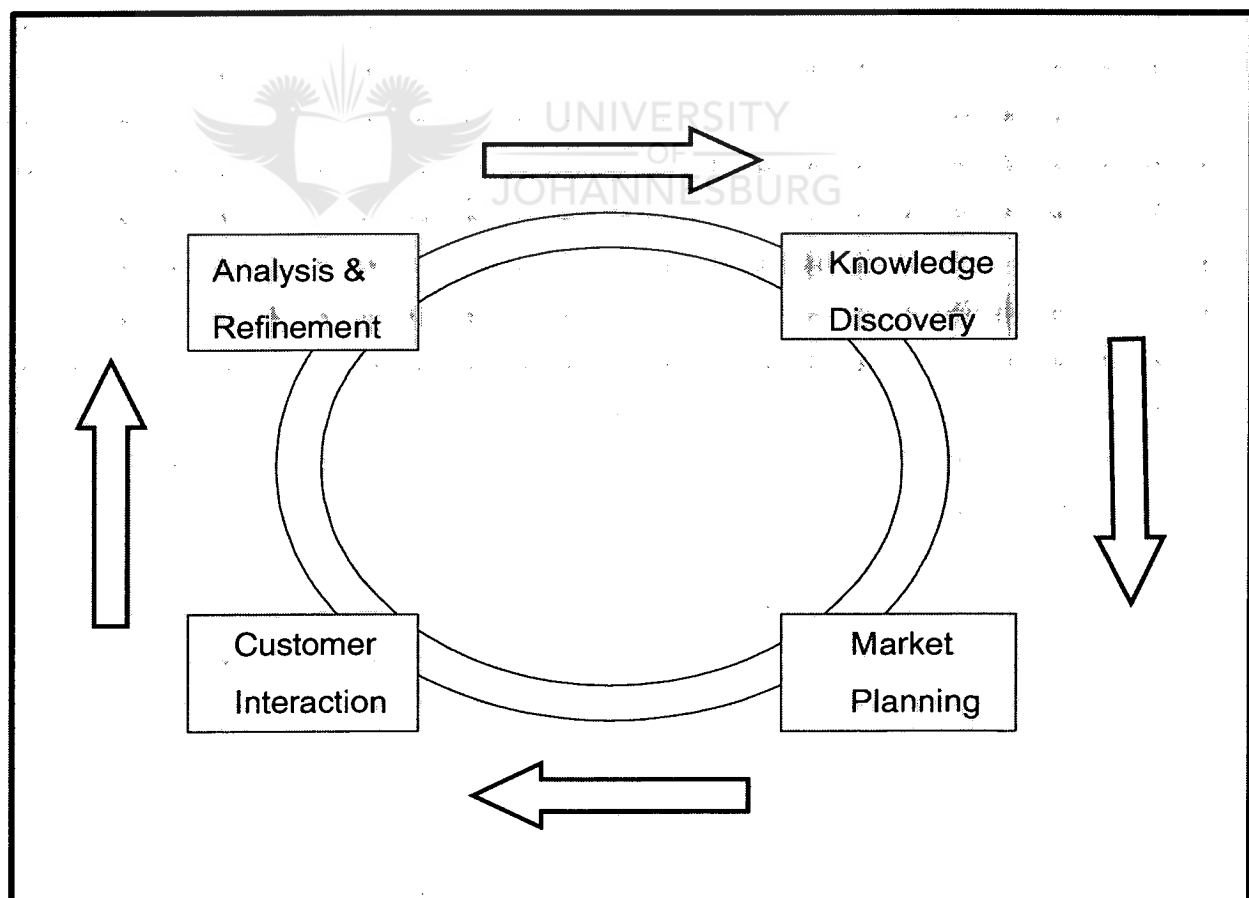 UNIVERSITY
OF
JOHANNESBURG
Analysis &
Refinement
Knowledge
Discovery
Customer
Interaction
Market
Planning